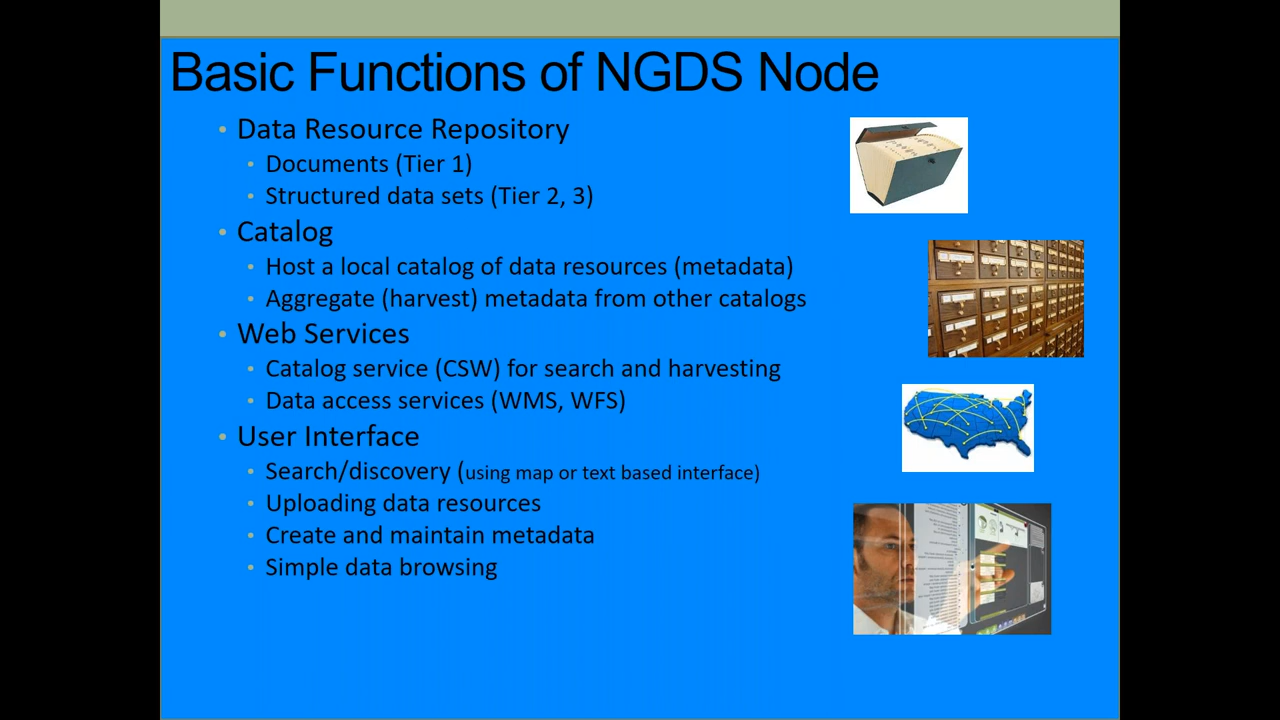 Basic Functions of NGDS Node
• Data Resource Repository
• Documents (Tier 1)
• Structured data sets (Tier 2, 3)
• Catalog
• Host a local catalog of data resources (metadata)
• Aggregate (harvest) metadata from other catalogs
• Web Services
• Catalog service (CSW) for search and harvesting
• Data access services (WMS, WFS)
• User Interface
• Search/discovery (using map or text based interface)
• Uploading data resources
• Create and maintain metadata
• Simple data browsing